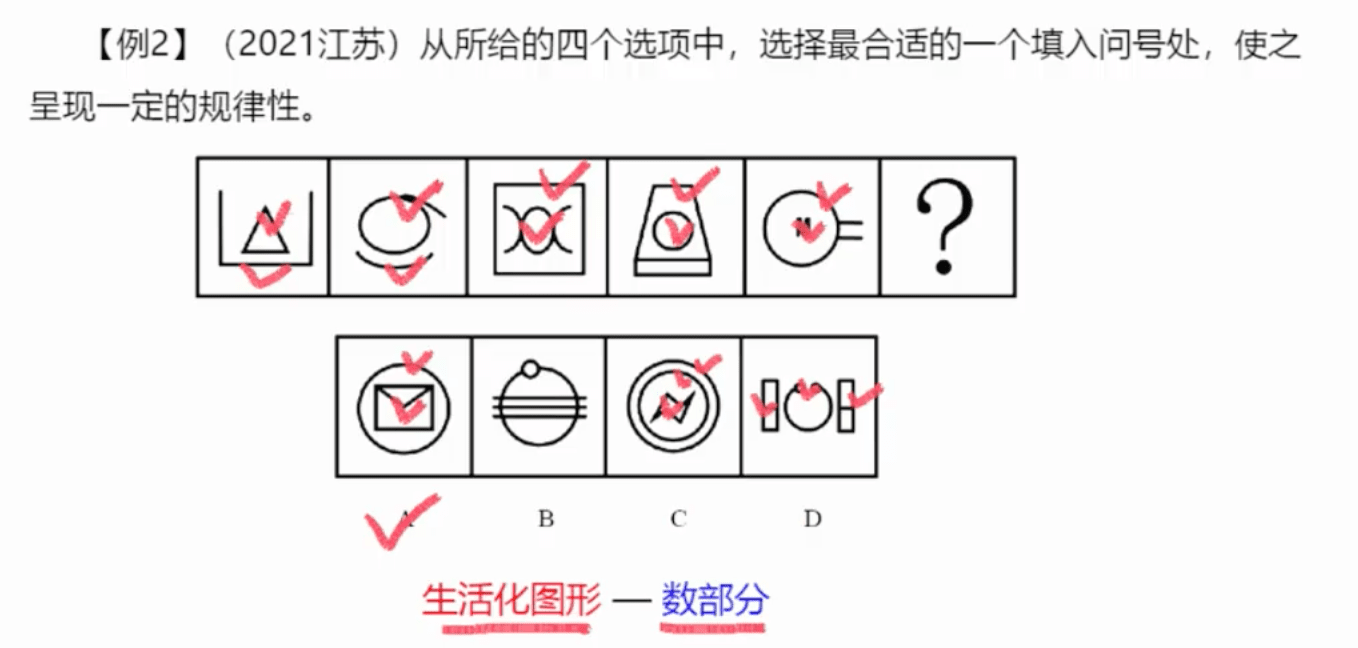 【例2】（2021江苏）从所给的四个选项中，选择最合适的一个填入问号处，使之
呈现一定的规律性。
?
A B C D
生活化图形 — 数部分